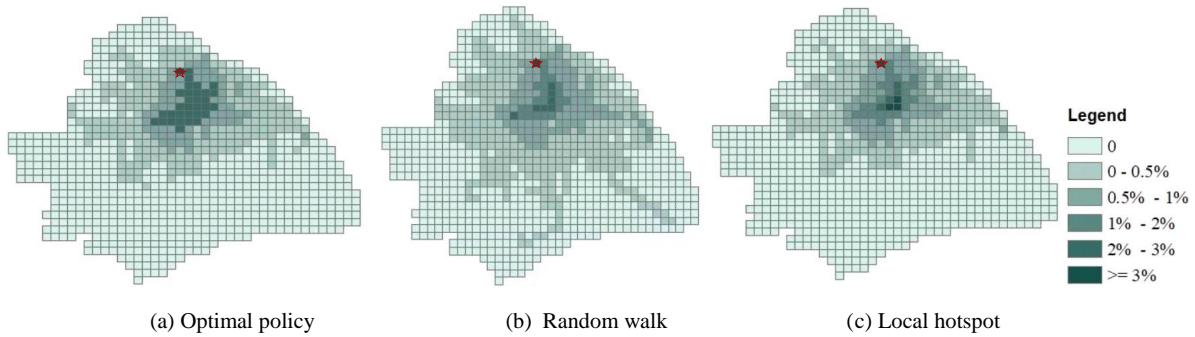 Legend
0
0 - 0.5%
0.5% - 1%
1% - 2%
2% - 3%
>= 3%
(a) Optimal policy
(b) Random walk
(c) Local hotspot